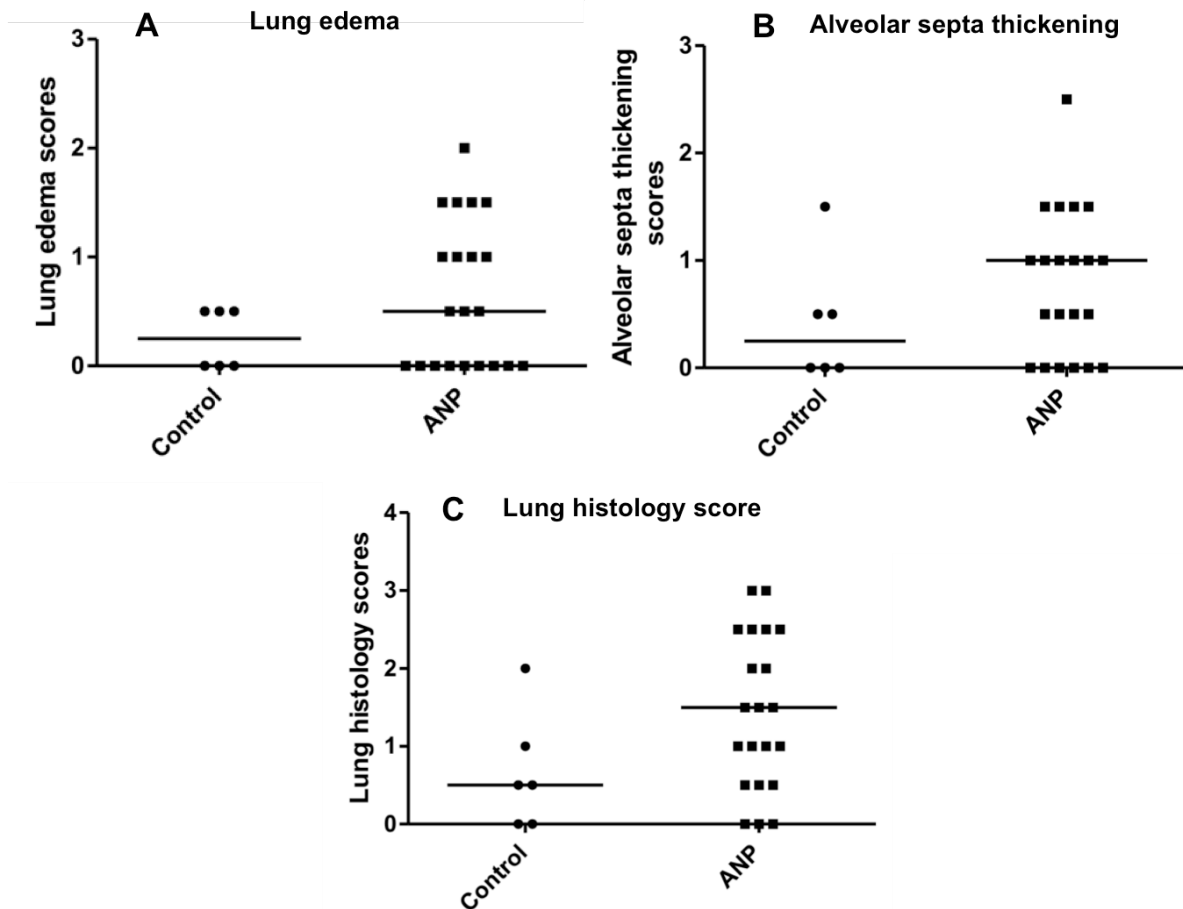 A Lung edema
Lung edema scores
3
2
1
0
Control
ANP
B Alveolar septa thickening
Alveolar septa thickening
scores
3
2
1
0
Control
ANP
C Lung histology score
Lung histology scores
4
3
2
1
0
Control
ANP